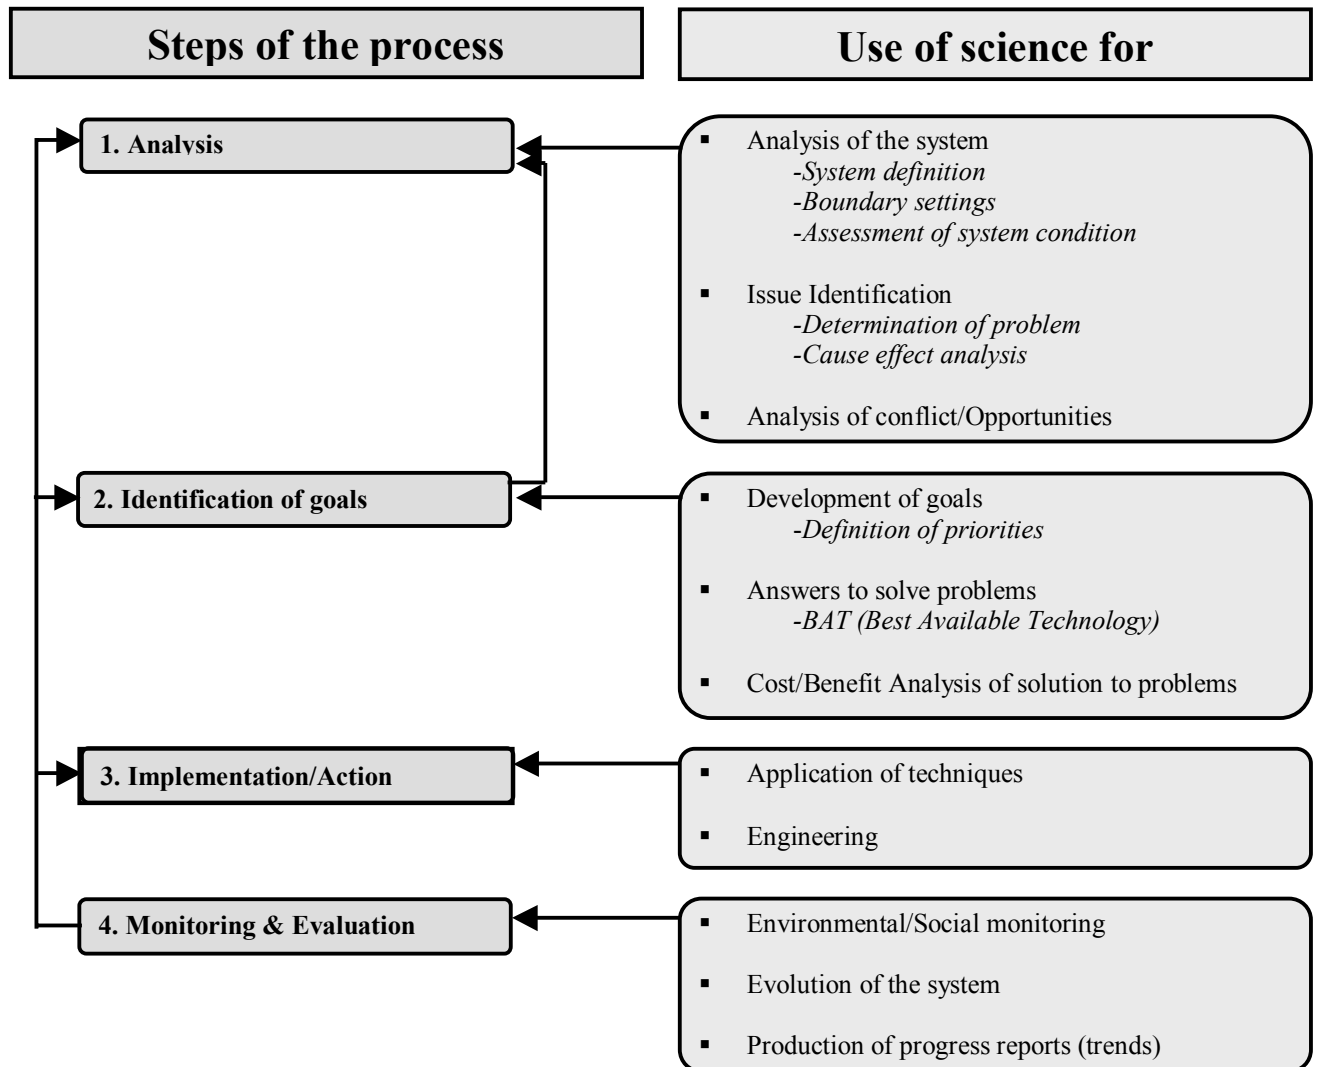 Steps of the process
Use of science for
1. Analysis
▪ Analysis of the system
-System definition
-Boundary settings
-Assessment of system condition
▪ Issue Identification
-Determination of problem
-Cause effect analysis
▪ Analysis of conflict/Opportunities
2. Identification of goals
▪ Development of goals
-Definition of priorities
▪ Answers to solve problems
-BAT (Best Available Technology)
▪ Cost/Benefit Analysis of solution to problems
3. Implementation/Action
▪ Application of techniques
▪ Engineering
4. Monitoring & Evaluation
▪ Environmental/Social monitoring
▪ Evolution of the system
▪ Production of progress reports (trends)